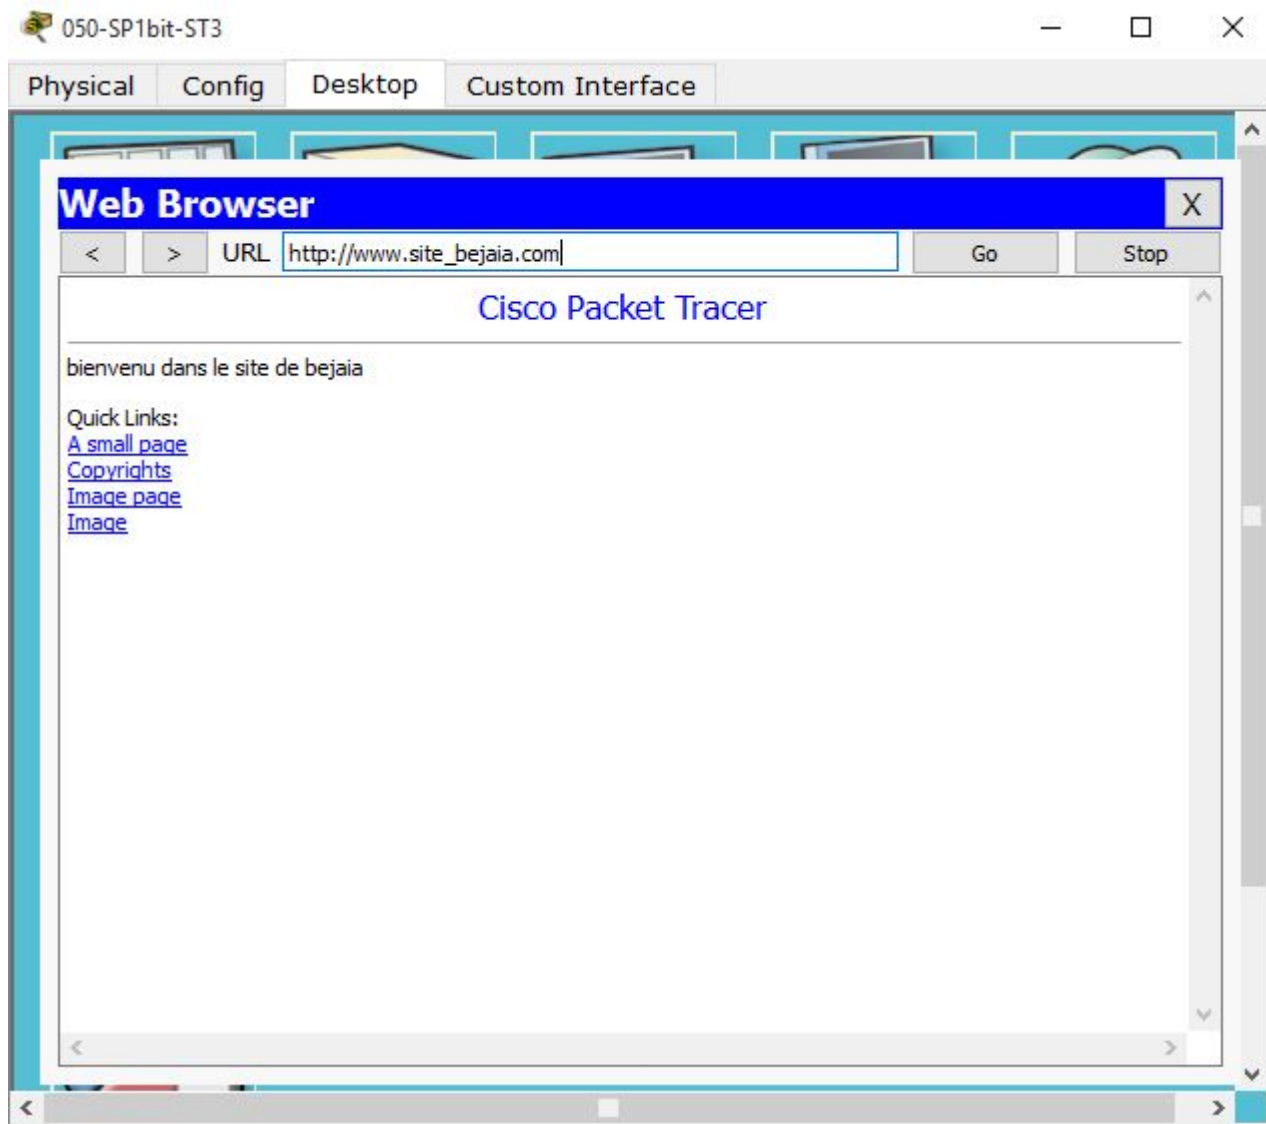 050-SP1bit-ST3
Physical Config Desktop Custom Interface
Web Browser X
< > URL http://www.site_bejaia.com Go Stop
Cisco Packet Tracer
bienvenu dans le site de bejaia
Quick Links:
A small page
Copyrights
Image page
Image